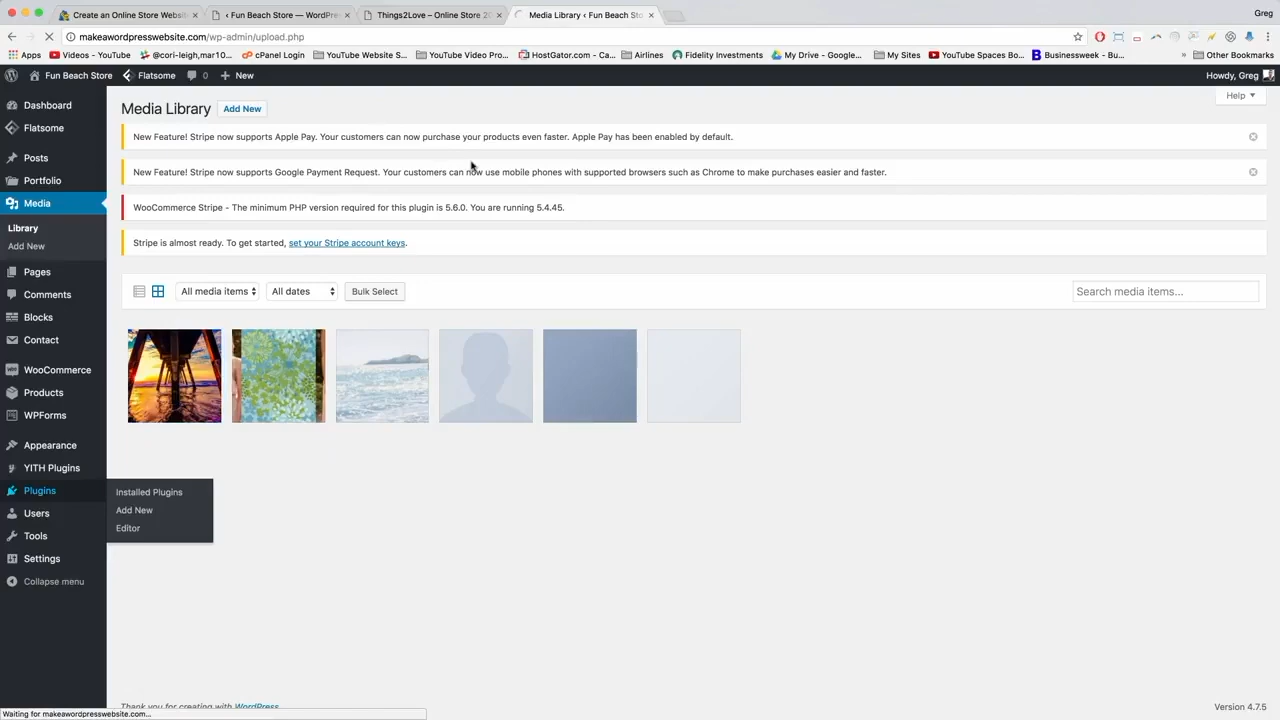 Create an Online Store Websit
‹ Fun Beach Store — WordPre
Things2Love – Online Store 2
Media Library ‹ Fun Beach Sto
Greg
makeawordpresswebsite.com/wp-admin/upload.php
Apps
Videos - YouTube
@cori-leigh, mar10...
cPanel Login
YouTube Website S...
YouTube Video Pro...
HostGator.com - Ca...
Airlines
Fidelity Investments
My Drive - Google...
My Sites
YouTube Spaces Bo...
Businessweek - Bu...
Other Bookmarks
Fun Beach Store
Flatsome
0
New
Howdy, Greg
Dashboard
Flatsome
Posts
Portfolio
Media
Library
Add New
Pages
Comments
Blocks
Contact
WooCommerce
Products
WPForms
Appearance
YITH Plugins
Plugins
Users
Tools
Settings
Collapse menu
Installed Plugins
Add New
Editor
Media Library
Add New
Help
New Feature! Stripe now supports Apple Pay. Your customers can now purchase your products even faster. Apple Pay has been enabled by default.
New Feature! Stripe now supports Google Payment Request. Your customers can now use mobile phones with supported browsers such as Chrome to make purchases easier and faster.
WooCommerce Stripe - The minimum PHP version required for this plugin is 5.6.0. You are running 5.4.45.
Stripe is almost ready. To get started, set your Stripe account keys.
All media items
All dates
Bulk Select
Search media items...
Thank you for creating with WordPress
Version 4.7.5
Waiting for makeawordpresswebsite.com...